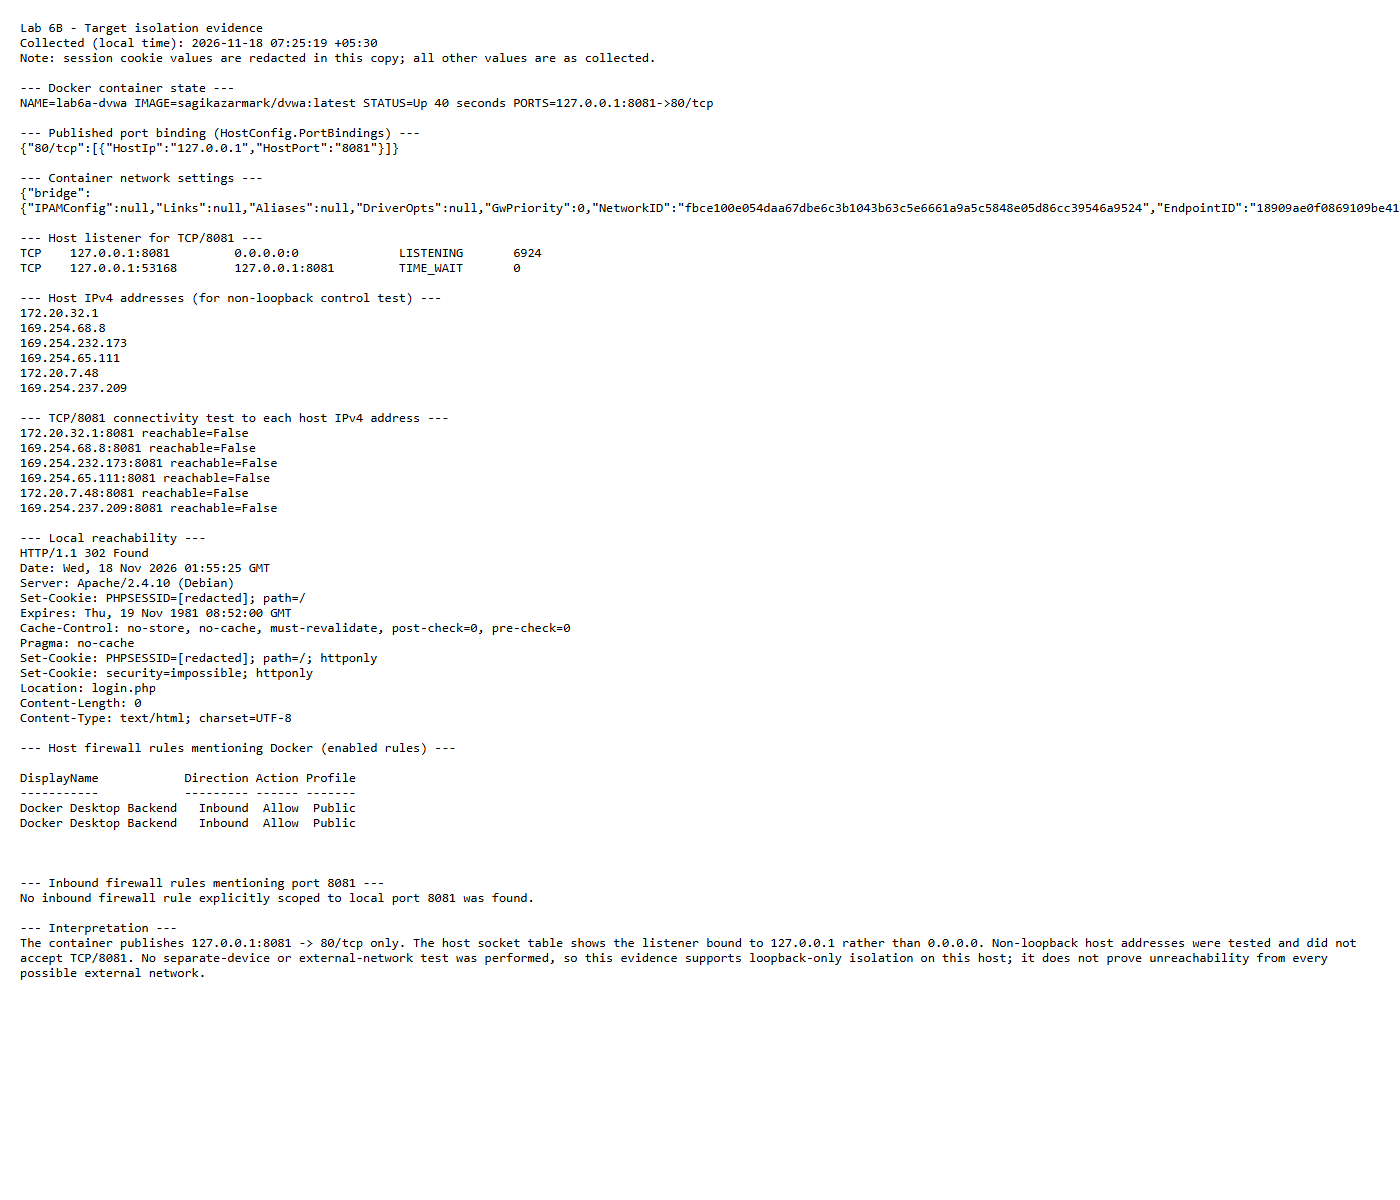 Lab 6B - Target isolation evidence
Collected (local time): 2026-11-18 07:25:19 +05:30
Note: session cookie values are redacted in this copy; all other values are as collected.
--- Docker container state ---
NAME=lab6a-dvwa IMAGE=sagikazarmark/dvwa:latest STATUS=Up 40 seconds PORTS=127.0.0.1:8081->80/tcp
--- Published port binding (HostConfig.PortBindings) ---
{"80/tcp":[{"HostIp":"127.0.0.1","HostPort":"8081"}]}
--- Container network settings ---
{"bridge":
{"IPAMConfig":null,"Links":null,"Aliases":null,"DriverOpts":null,"GwPriority":0,"NetworkID":"fbce100e054daa67dbe6c3b1043b63c5e6661a9a5c5848e05d86cc39546a9524","EndpointID":"18909ae0f0869109be41
--- Host listener for TCP/8081 ---
TCP    127.0.0.1:8081         0.0.0.0:0              LISTENING       6924
TCP    127.0.0.1:53168        127.0.0.1:8081         TIME_WAIT       0
--- Host IPv4 addresses (for non-loopback control test) ---
172.20.32.1
169.254.68.8
169.254.232.173
169.254.65.111
172.20.7.48
169.254.237.209
--- TCP/8081 connectivity test to each host IPv4 address ---
172.20.32.1:8081 reachable=False
169.254.68.8:8081 reachable=False
169.254.232.173:8081 reachable=False
169.254.65.111:8081 reachable=False
172.20.7.48:8081 reachable=False
169.254.237.209:8081 reachable=False
--- Local reachability ---
HTTP/1.1 302 Found
Date: Wed, 18 Nov 2026 01:55:25 GMT
Server: Apache/2.4.10 (Debian)
Set-Cookie: PHPSESSID=[redacted]; path=/
Expires: Thu, 19 Nov 1981 08:52:00 GMT
Cache-Control: no-store, no-cache, must-revalidate, post-check=0, pre-check=0
Pragma: no-cache
Set-Cookie: PHPSESSID=[redacted]; path=/; httponly
Set-Cookie: security=impossible; httponly
Location: login.php
Content-Length: 0
Content-Type: text/html; charset=UTF-8
--- Host firewall rules mentioning Docker (enabled rules) ---
DisplayName            Direction Action Profile
-----------            --------- ------ -------
Docker Desktop Backend   Inbound  Allow  Public
Docker Desktop Backend   Inbound  Allow  Public
--- Inbound firewall rules mentioning port 8081 ---
No inbound firewall rule explicitly scoped to local port 8081 was found.
--- Interpretation ---
The container publishes 127.0.0.1:8081 -> 80/tcp only. The host socket table shows the listener bound to 127.0.0.1 rather than 0.0.0.0. Non-loopback host addresses were tested and did not
accept TCP/8081. No separate-device or external-network test was performed, so this evidence supports loopback-only isolation on this host; it does not prove unreachability from every
possible external network.